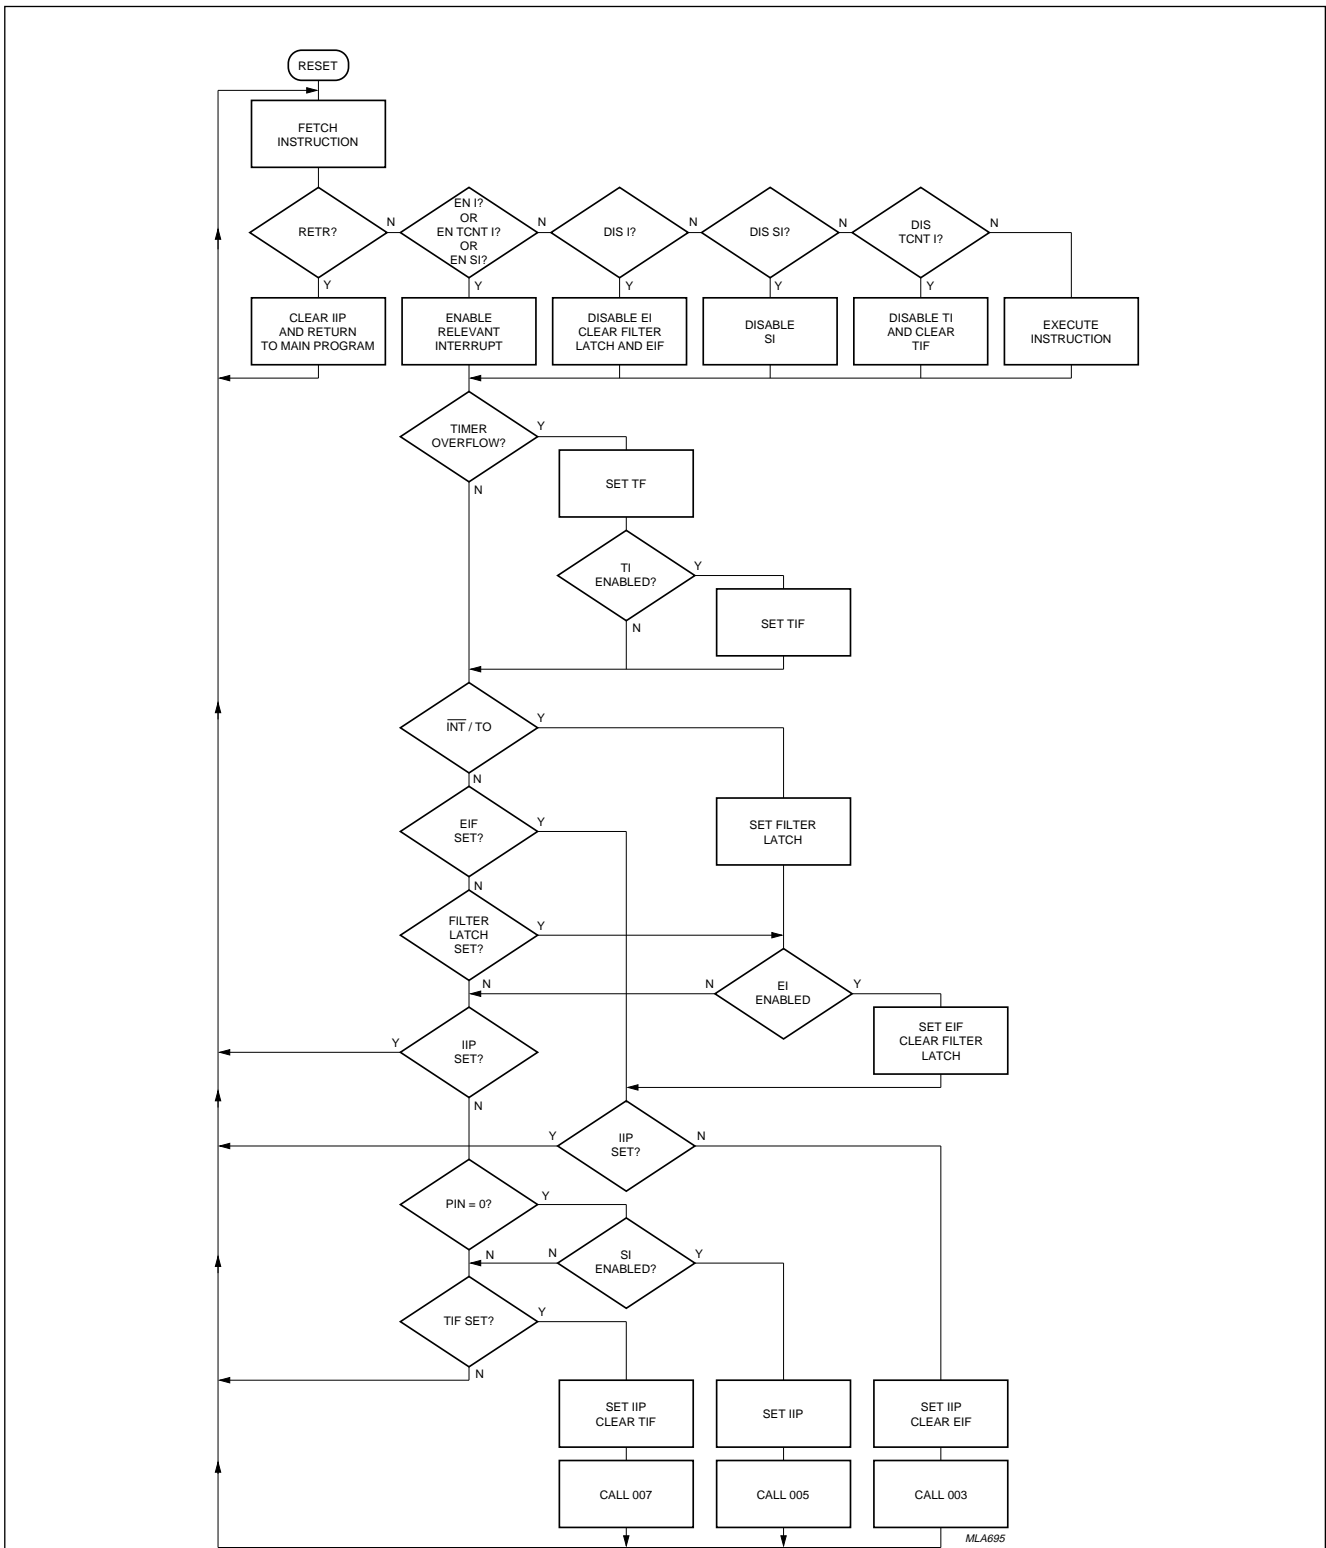 RESET
FETCH
INSTRUCTION
RETR?
N
EN I?
OR
EN TCNT I?
OR
EN SI?
N
DIS I?
N
DIS SI?
N
DIS
TCNT I?
N
Y
Y
Y
Y
Y
CLEAR IIP
AND RETURN
TO MAIN PROGRAM
ENABLE
RELEVANT
INTERRUPT
DISABLE EI
CLEAR FILTER
LATCH AND EIF
DISABLE
SI
DISABLE TI
AND CLEAR
TIF
EXECUTE
INSTRUCTION
TIMER
OVERFLOW?
Y
N
SET TF
TI
ENABLED?
Y
N
SET TIF
INT / TO
Y
N
EIF
SET?
Y
N
SET FILTER
LATCH
FILTER
LATCH
SET?
Y
N
EI
ENABLED
N
Y
SET EIF
CLEAR FILTER
LATCH
IIP
SET?
Y
N
IIP
SET?
Y
N
PIN = 0?
Y
N
SI
ENABLED?
N
Y
TIF SET?
Y
N
SET IIP
CLEAR TIF
SET IIP
SET IIP
CLEAR EIF
CALL 007
CALL 005
CALL 003
MLA695